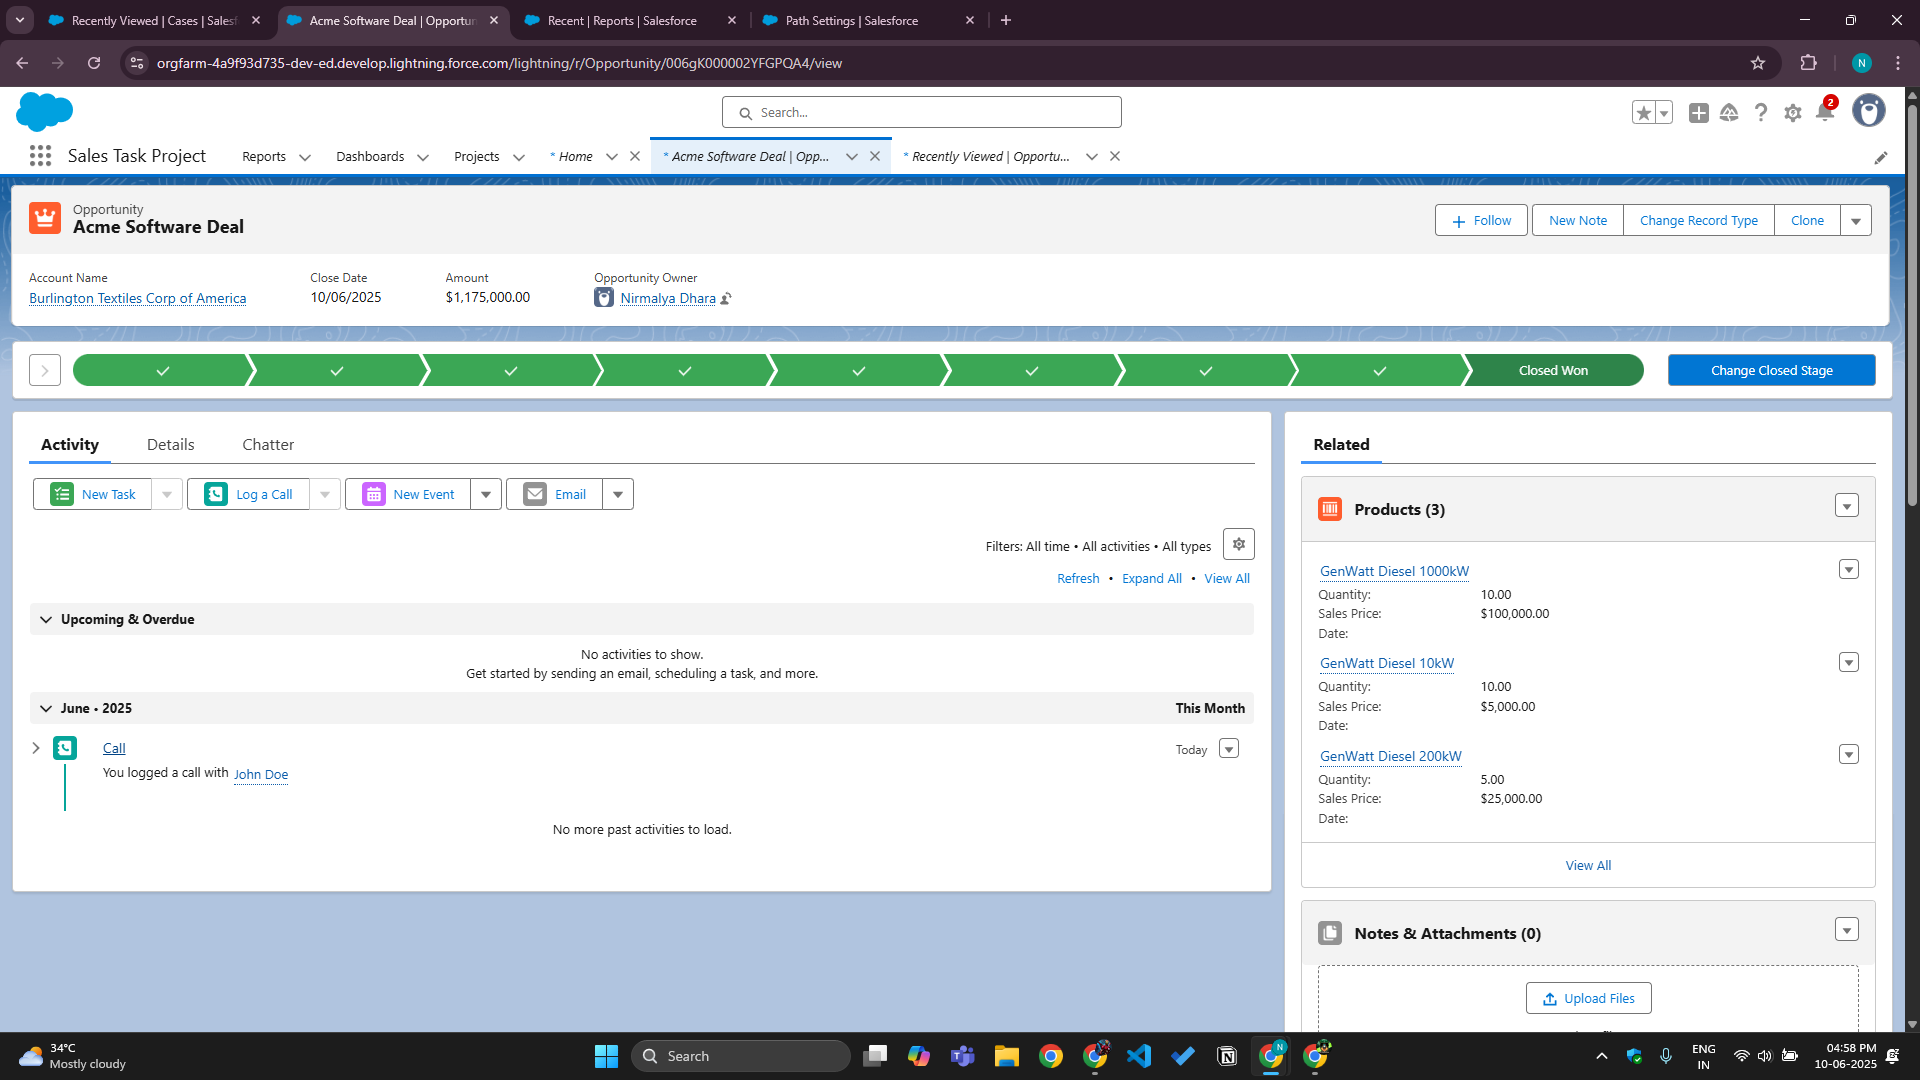 Recently Viewed | Cases | Salesf
Acme Software Deal | Opportun
Recent | Reports | Salesforce
Path Settings | Salesforce
orgfarm-4a9f93d735-dev-ed.develop.lightning.force.com/lightning/r/Opportunity/006gK000002YFGPQA4/view
N
Search...
2
Sales Task Project
Reports
Dashboards
Projects
* Home
* Acme Software Deal | Opp...
* Recently Viewed | Opportu...
Opportunity
Acme Software Deal
Follow
New Note
Change Record Type
Clone
Account Name
Close Date
Amount
Opportunity Owner
Burlington Textiles Corp of America
10/06/2025
$1,175,000.00
Nirmalya Dhara
Closed Won
Change Closed Stage
Activity
Details
Chatter
New Task
Log a Call
New Event
Email
Filters: All time • All activities • All types
Refresh • Expand All • View All
Upcoming & Overdue
No activities to show.
Get started by sending an email, scheduling a task, and more.
June • 2025
This Month
Call
Today
You logged a call with John Doe
No more past activities to load.
Related
Products (3)
GenWatt Diesel 1000kW
Quantity: 10.00
Sales Price: $100,000.00
Date:
GenWatt Diesel 10kW
Quantity: 10.00
Sales Price: $5,000.00
Date:
GenWatt Diesel 200kW
Quantity: 5.00
Sales Price: $25,000.00
Date:
View All
Notes & Attachments (0)
Upload Files
34°C
Mostly cloudy
Search
N
ENG
IN
04:58 PM
10-06-2025